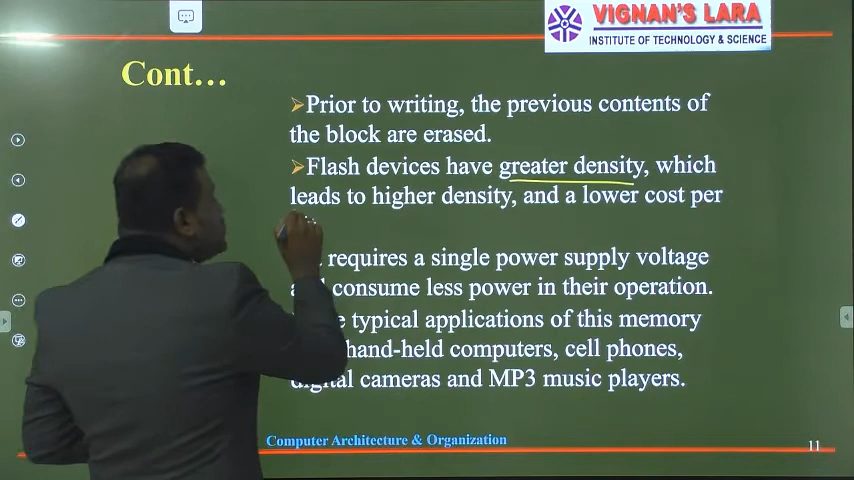 VIGNAN'S LARA
INSTITUTE OF TECHNOLOGY & SCIENCE
Cont...
Prior to writing, the previous contents of
the block are erased.
Flash devices have greater density, which
leads to higher density, and a lower cost per
requires a single power supply voltage
consume less power in their operation.
typical applications of this memory
hand-held computers, cell phones,
digital cameras and MP3 music players.
Computer Architecture & Organization
11